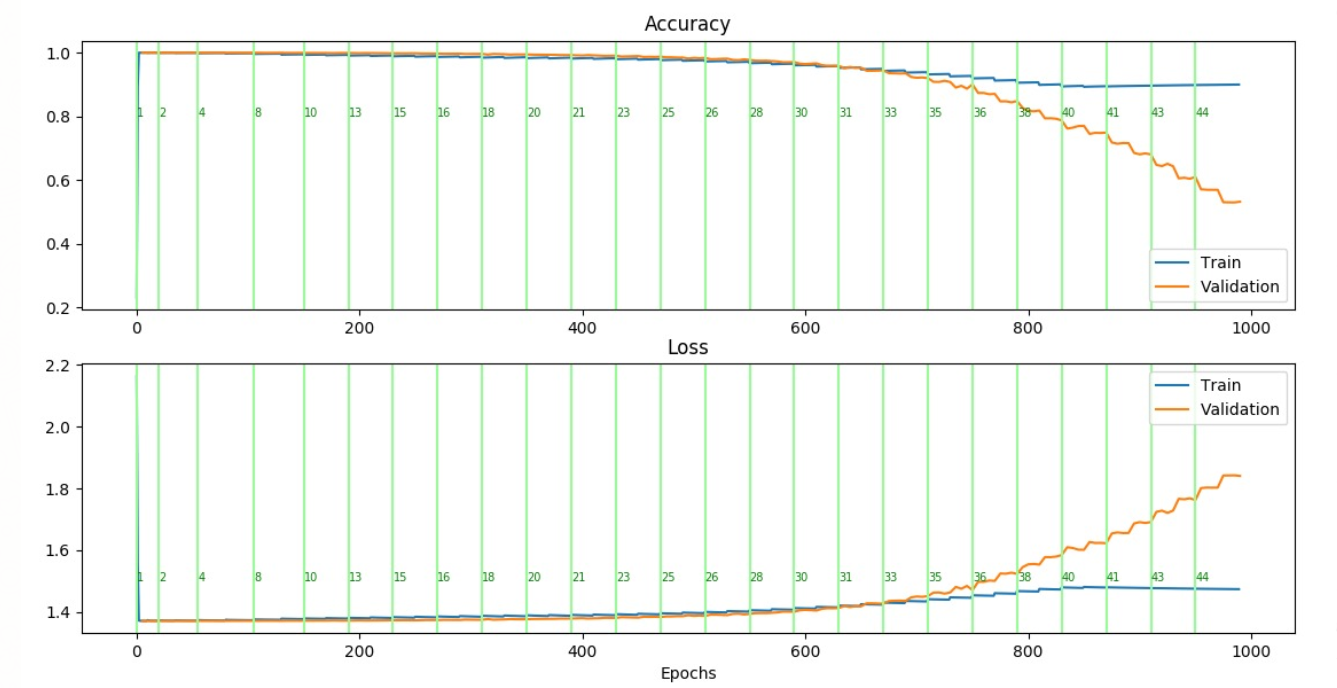 Accuracy
1.0
0.8
0.6
0.4
0.2
1 2 4 8 10 13 15 16 18 20 21 23 25 26 28 30 31 33 35 36 38 40 41 43 44
Train
Validation
0 200 400 600 800 1000
Loss
2.2
2.0
1.8
1.6
1.4
Train
Validation
1 2 4 8 10 13 15 16 18 20 21 23 25 26 28 30 31 33 35 36 38 40 41 43 44
0 200 400 600 800 1000
Epochs